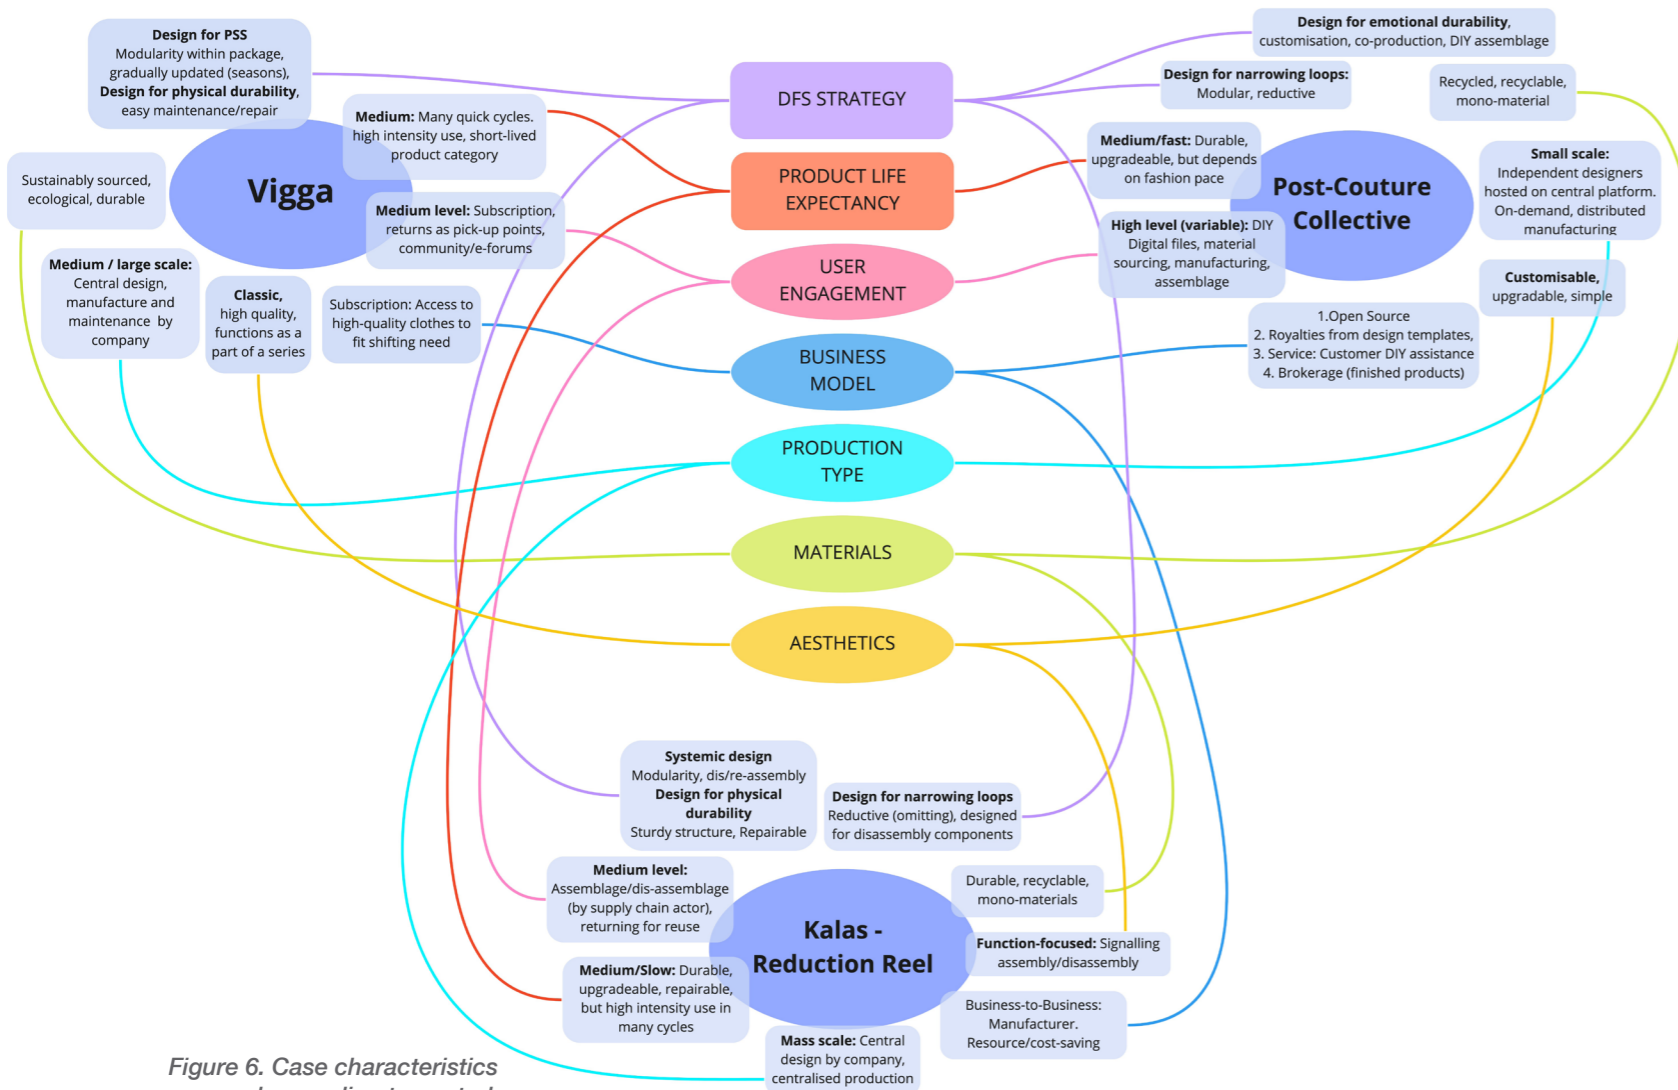 Design for PSS
Modularity within package,
gradually updated (seasons),
Design for physical durability,
easy maintenance/repair
Medium: Many quick cycles.
high intensity use, short-lived
product category
Sustainably sourced,
ecological, durable
Vigga
Medium level: Subscription,
returns as pick-up points,
community/e-forums
Medium / large scale:
Central design,
manufacture and
maintenance by
company
Classic,
high quality,
functions as a
part of a series
Subscription: Access to
high-quality clothes to
fit shifting need
DFS STRATEGY
PRODUCT LIFE
EXPECTANCY
USER
ENGAGEMENT
BUSINESS
MODEL
PRODUCTION
TYPE
MATERIALS
AESTHETICS
Design for emotional durability,
customisation, co-production, DIY assemblage
Design for narrowing loops:
Modular, reductive
Recycled, recyclable,
mono-material
Medium/fast: Durable,
upgradeable, but depends
on fashion pace
Post-Couture
Collective
Small scale:
Independent designers
hosted on central platform.
On-demand, distributed
manufacturing
High level (variable): DIY
Digital files, material
sourcing, manufacturing,
assemblage
Customisable,
upgradable, simple
1.Open Source
2. Royalties from design templates,
3. Service: Customer DIY assistance
4. Brokerage (finished products)
Systemic design
Modularity, dis/re-assembly
Design for physical
durability
Sturdy structure, Repairable
Design for narrowing loops
Reductive (omitting), designed
for disassembly components
Medium level:
Assemblage/dis-assemblage
(by supply chain actor),
returning for reuse
Durable, recyclable,
mono-materials
Kalas -
Reduction Reel
Function-focused: Signalling
assembly/disassembly
Medium/Slow: Durable,
upgradeable, repairable,
but high intensity use in
many cycles
Business-to-Business:
Manufacturer.
Resource/cost-saving
Mass scale: Central
design by company,
centralised production
Figure 6. Case characteristics